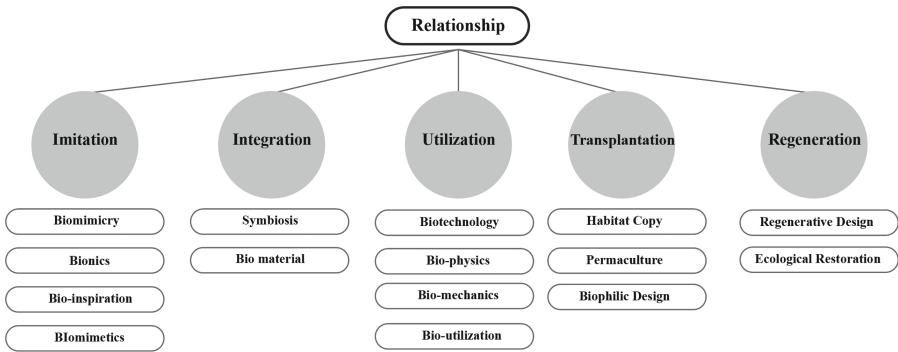 Relationship
Imitation
Integration
Utilization
Transplantation
Regeneration
Biomimicry
Symbiosis
Biotechnology
Habitat Copy
Regenerative Design
Bionics
Bio material
Bio-physics
Permaculture
Ecological Restoration
Bio-inspiration
Bio-mechanics
Biophilic Design
BIomimetics
Bio-utilization